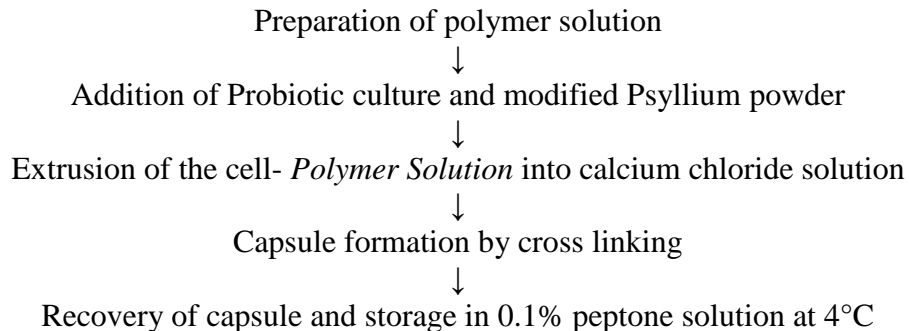 Preparation of polymer solution
↓
Addition of Probiotic culture and modified Psyllium powder
↓
Extrusion of the cell- Polymer Solution into calcium chloride solution
↓
Capsule formation by cross linking
↓
Recovery of capsule and storage in 0.1% peptone solution at 4°C